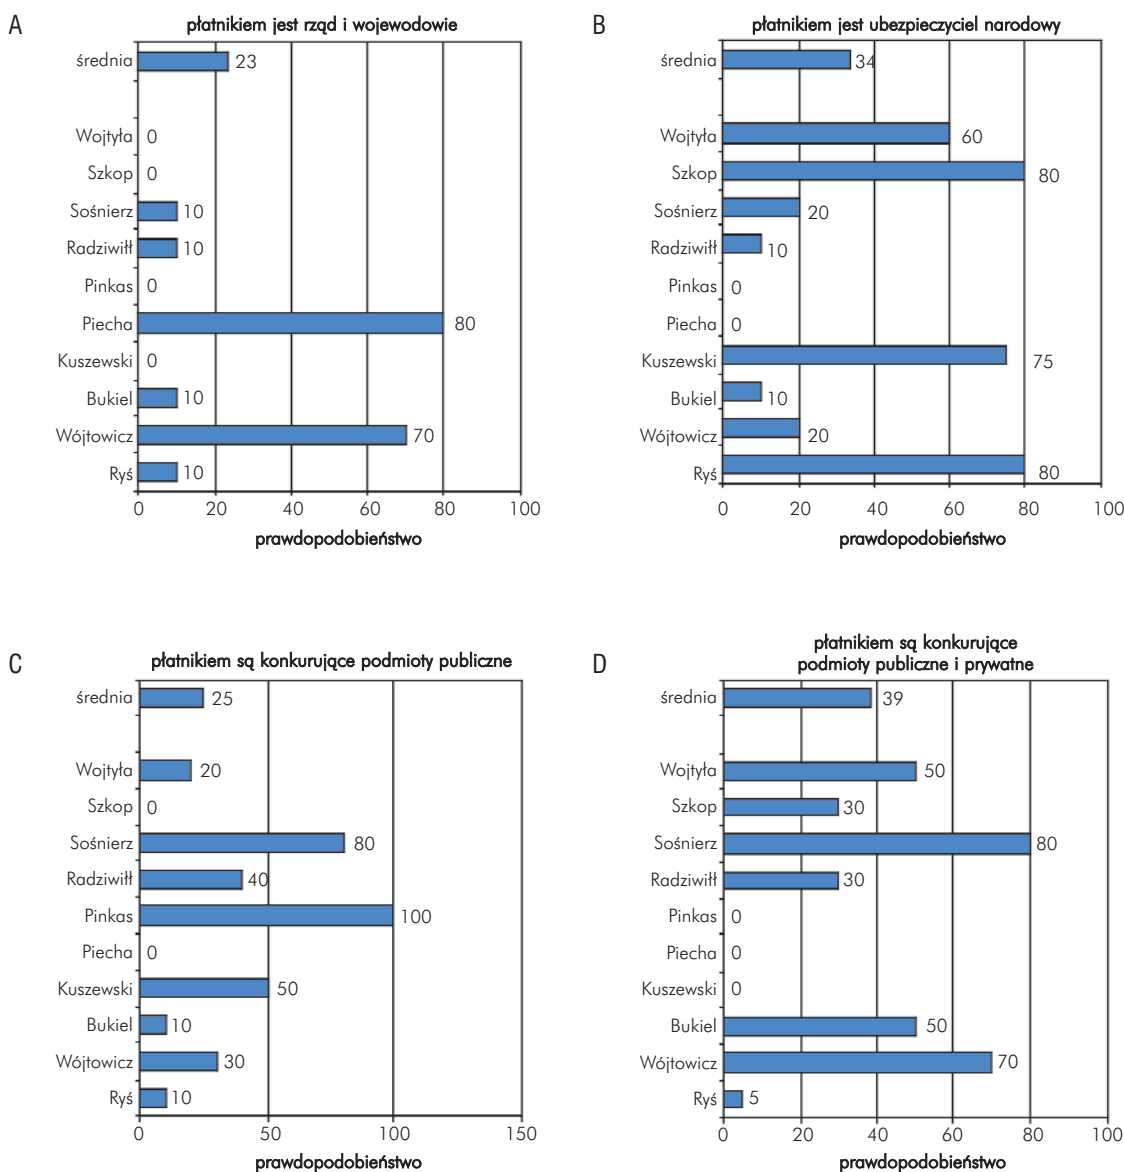 A
płatnikiem jest rząd i wojewodowie
średnia 23
Wojtyła 0
Szkop 0
Sośnierz 10
Radziwiłł 10
Pinkas 0
Piecha 80
Kuszewski 0
Bukiel 10
Wójtowicz 70
Ryś 10
0 20 40 60 80 100
prawdopodobieństwo
B
płatnikiem jest ubezpieczyciel narodowy
średnia 34
Wojtyła 60
Szkop 80
Sośnierz 20
Radziwiłł 10
Pinkas 0
Piecha 0
Kuszewski 75
Bukiel 10
Wójtowicz 20
Ryś 80
0 20 40 60 80 100
prawdopodobieństwo
C
płatnikiem są konkurujące podmioty publiczne
średnia 25
Wojtyła 20
Szkop 0
Sośnierz 80
Radziwiłł 40
Pinkas 100
Piecha 0
Kuszewski 50
Bukiel 10
Wójtowicz 30
Ryś 10
0 50 100 150
prawdopodobieństwo
D
płatnikiem są konkurujące
podmioty publiczne i prywatne
średnia 39
Wojtyła 50
Szkop 30
Sośnierz 80
Radziwiłł 30
Pinkas 0
Piecha 0
Kuszewski 0
Bukiel 50
Wójtowicz 70
Ryś 5
0 20 40 60 80 100
prawdopodobieństwo